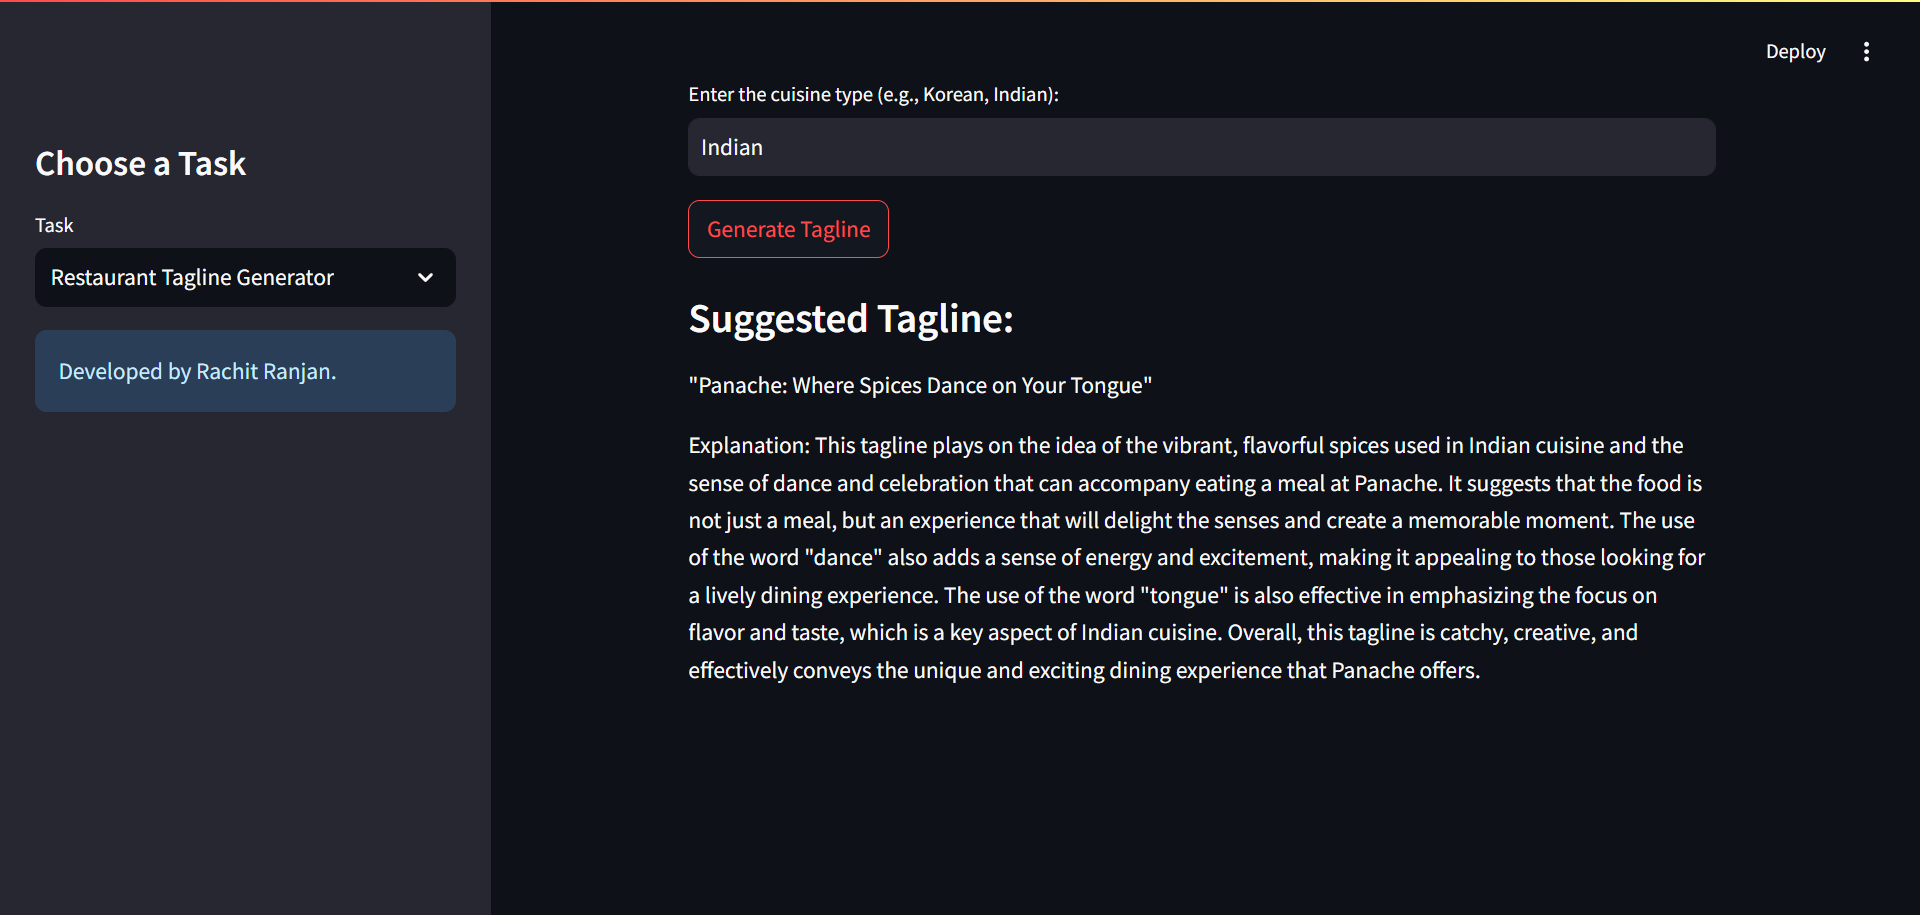 Deploy
Choose a Task
Task
Restaurant Tagline Generator
Developed by Rachit Ranjan.
Enter the cuisine type (e.g., Korean, Indian):
Indian
Generate Tagline
Suggested Tagline:
"Panache: Where Spices Dance on Your Tongue"
Explanation: This tagline plays on the idea of the vibrant, flavorful spices used in Indian cuisine and the
sense of dance and celebration that can accompany eating a meal at Panache. It suggests that the food is
not just a meal, but an experience that will delight the senses and create a memorable moment. The use
of the word "dance" also adds a sense of energy and excitement, making it appealing to those looking for
a lively dining experience. The use of the word "tongue" is also effective in emphasizing the focus on
flavor and taste, which is a key aspect of Indian cuisine. Overall, this tagline is catchy, creative, and
effectively conveys the unique and exciting dining experience that Panache offers.